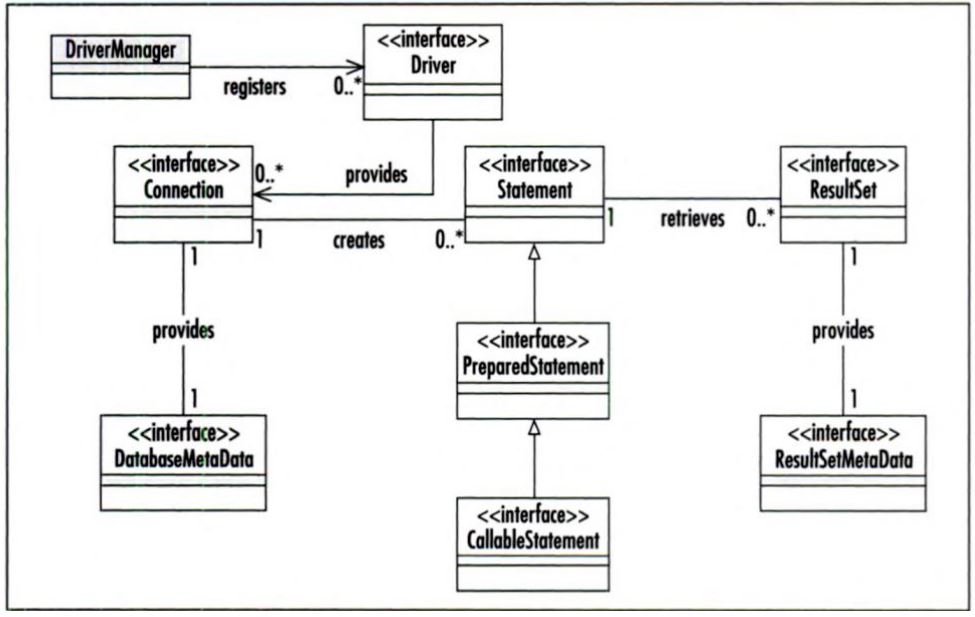 DriverManager
<<interface>>
Driver
registers
0..*
<<interface>>
Connection
0..*
provides
<<interface>>
Statement
<<interface>>
ResultSet
1
creates
0..*
1
retrieves
0..*
1
provides
1
<<interface>>
DatabaseMetaData
<<interface>>
PreparedStatement
<<interface>>
CallableStatement
1
provides
1
<<interface>>
ResultSetMetaData